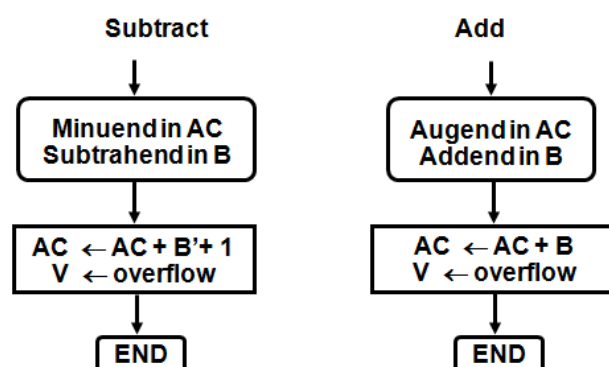 Subtract
Minuend in AC
Subtrahend in B
AC ← AC + B’+ 1
V ← overflow
END
Add
Augend in AC
Addend in B
AC ← AC + B
V ← overflow
END